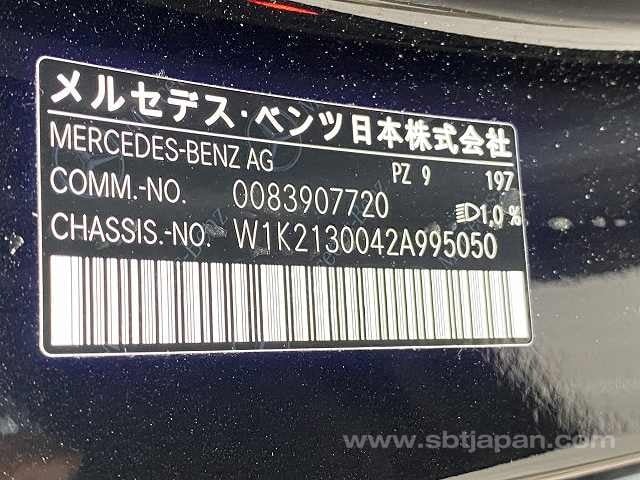 メルセデス・ベンツ日本株式会社
MERCEDES-BENZ AG PZ 9 197
COMM.-NO. 0083907720 1,0 %
CHASSIS.-NO. W1K2130042A995050
www.sbtjapan.com